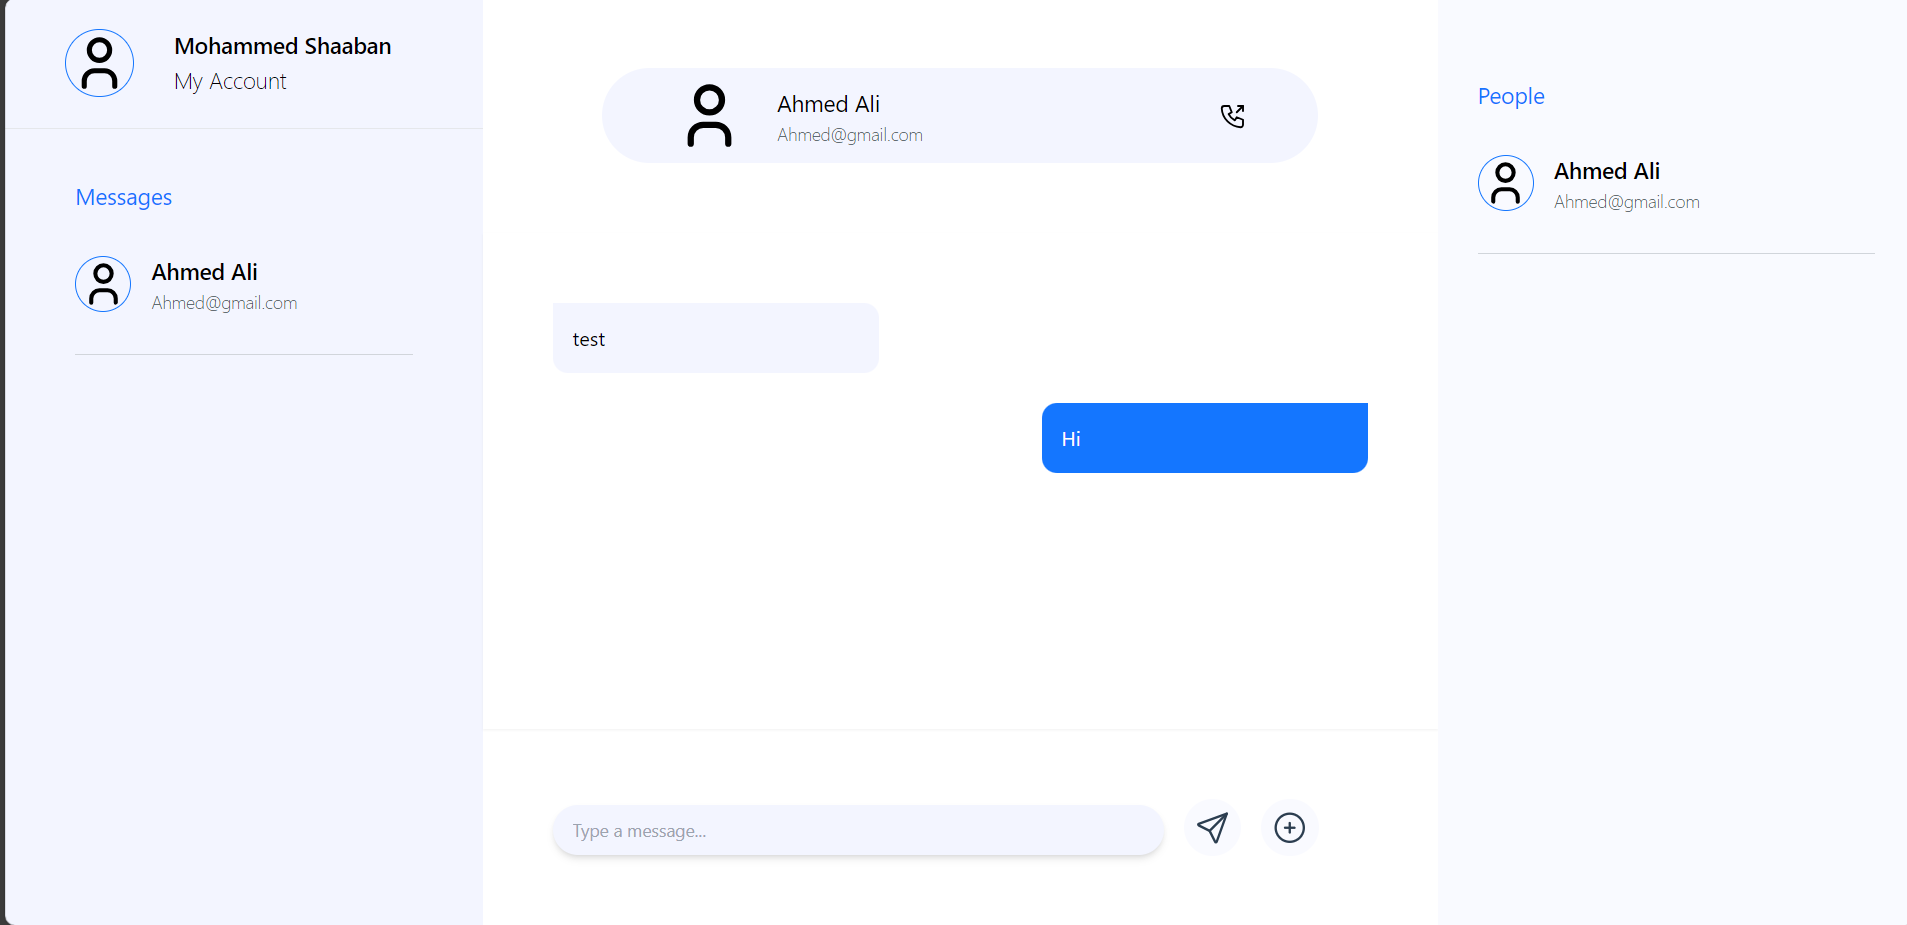 Mohammed Shaaban
My Account
Messages
Ahmed Ali
Ahmed@gmail.com
Ahmed Ali
Ahmed@gmail.com
test
Hi
Type a message...
People
Ahmed Ali
Ahmed@gmail.com